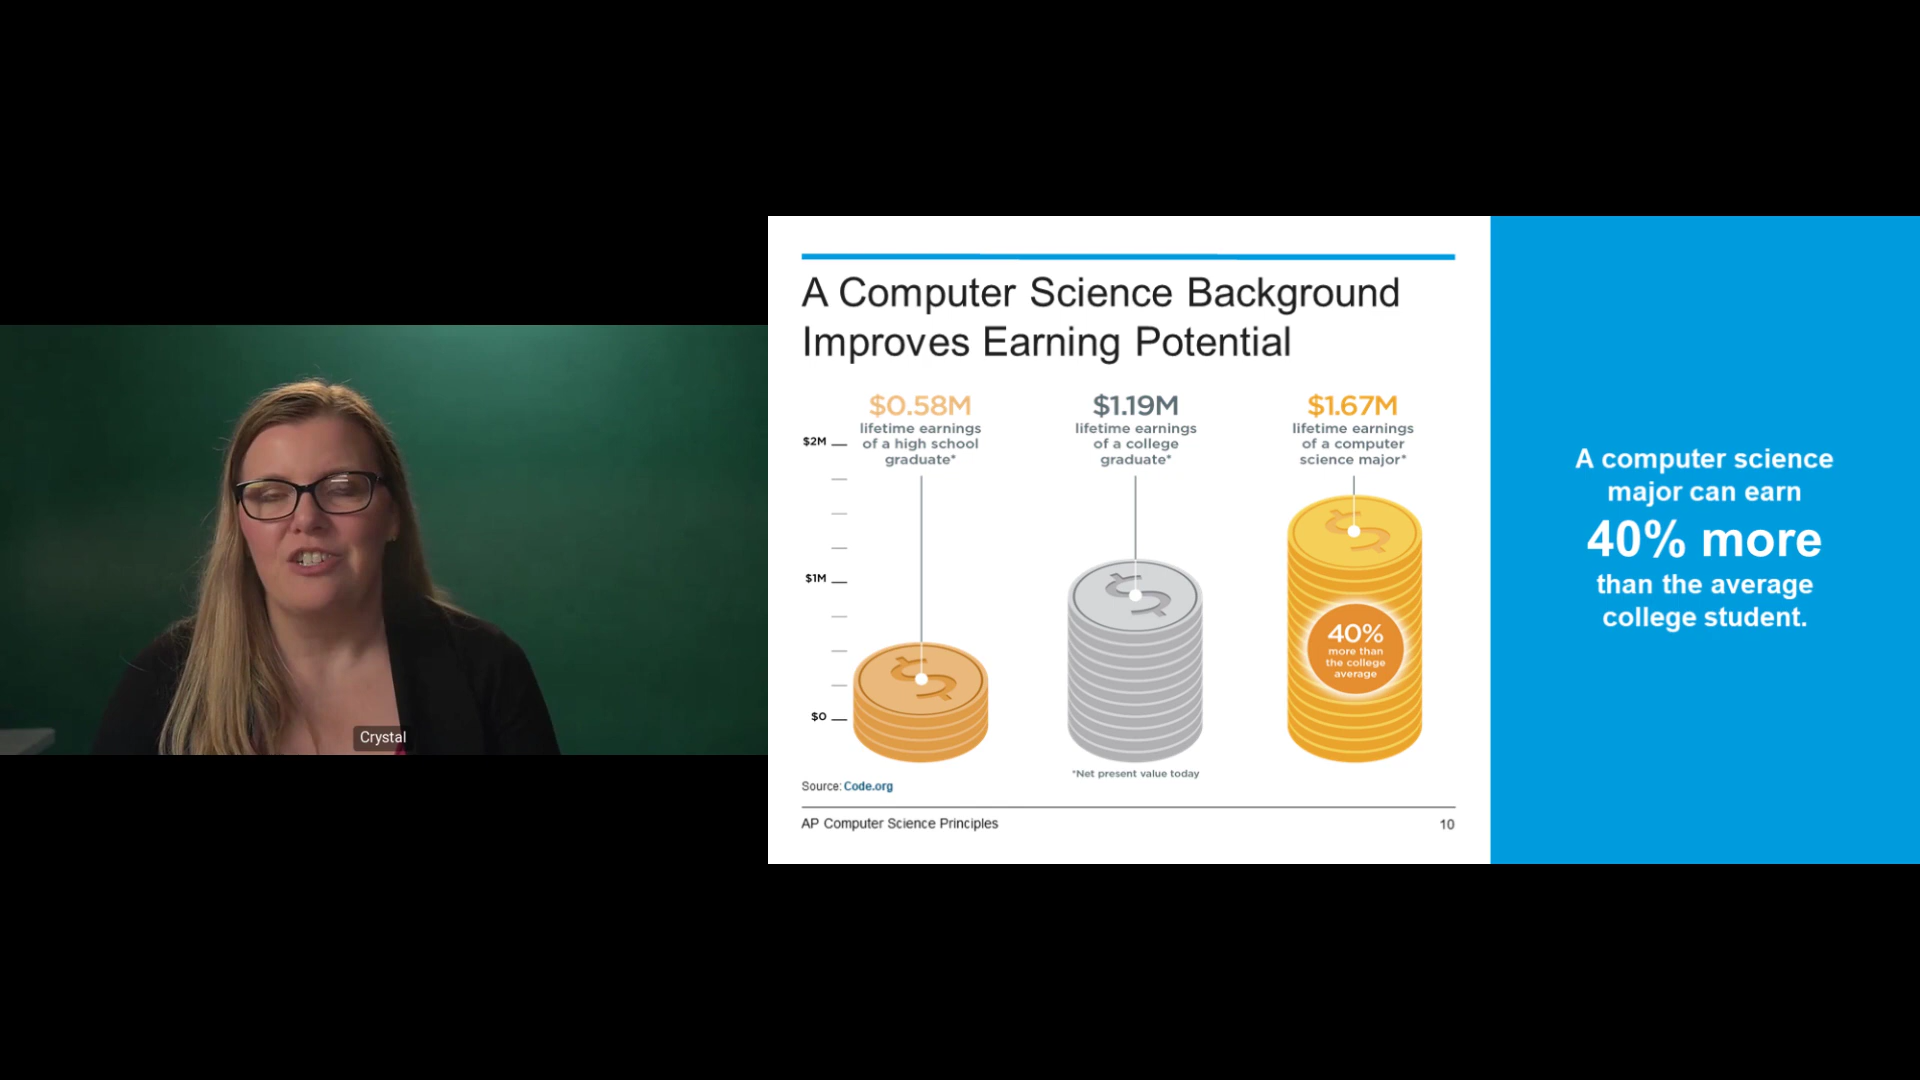 Crystal
A Computer Science Background
Improves Earning Potential
$0.58M
lifetime earnings
of a high school
graduate*
$1.19M
lifetime earnings
of a college
graduate*
$1.67M
lifetime earnings
of a computer
science major*
$2M
$1M
$0
40%
more than
the college
average
*Net present value today
Source: Code.org
AP Computer Science Principles
10
A computer science
major can earn
40% more
than the average
college student.